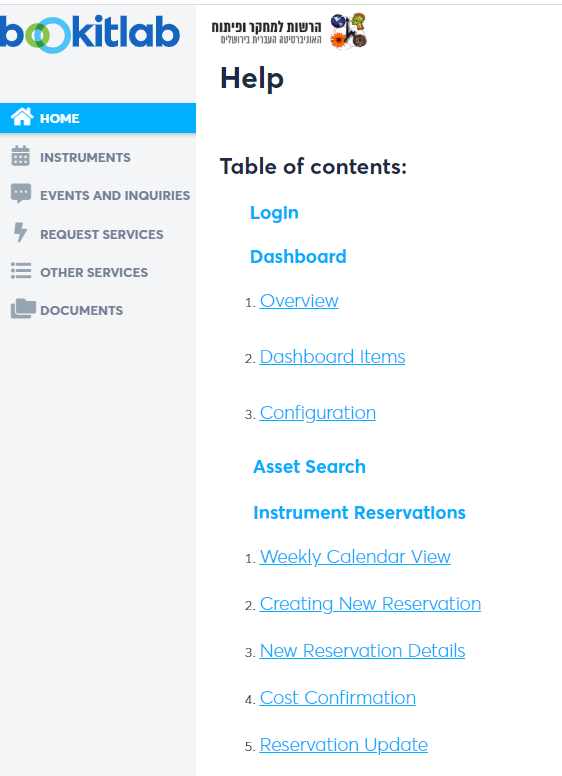 bookitlab
הרשות למחקר ופיתוח
האוניברסיטה העברית בירושלים
HOME
INSTRUMENTS
EVENTS AND INQUIRIES
REQUEST SERVICES
OTHER SERVICES
DOCUMENTS
Help
Table of contents:
Login
Dashboard
1. Overview
2. Dashboard Items
3. Configuration
Asset Search
Instrument Reservations
1. Weekly Calendar View
2. Creating New Reservation
3. New Reservation Details
4. Cost Confirmation
5. Reservation Update